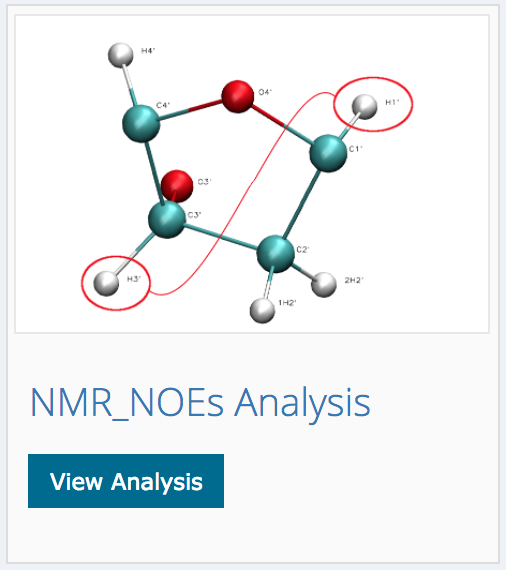 H4'
O4'
H1'
C4'
C1'
O3'
C3'
C2'
H3'
2H2'
1H2'
NMR_NOEs Analysis
View Analysis